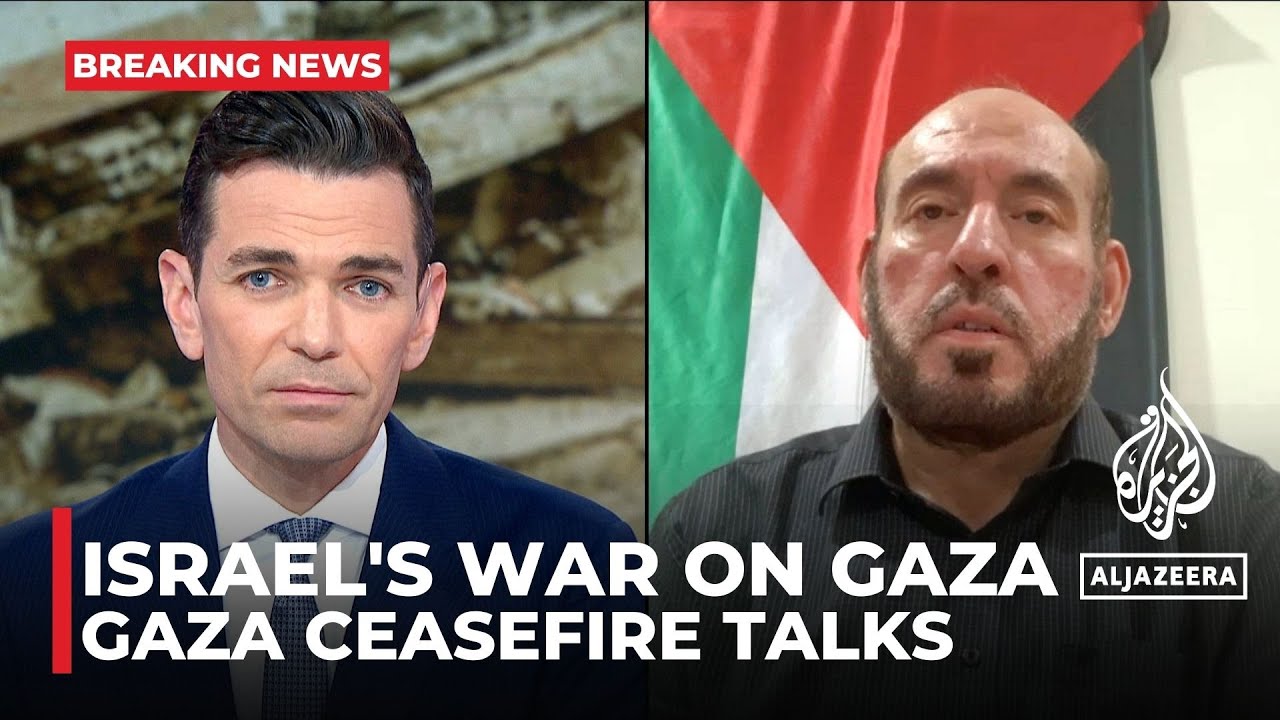 BREAKING NEWS
ISRAEL'S WAR ON GAZA
GAZA CEASEFIRE TALKS
الجزيرة
ALJAZEERA